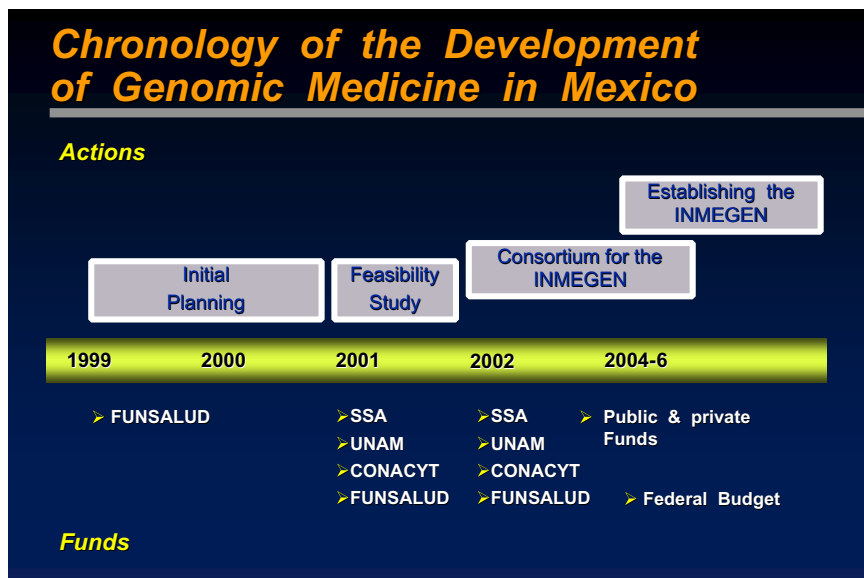 Chronology of the Development
of Genomic Medicine in Mexico
Actions
Establishing the
INMEGEN
Consortium for the
INMEGEN
Initial
Planning
Feasibility
Study
1999 2000 2001 2002 2004-6
➢ FUNSALUD
➢SSA
➢UNAM
➢CONACYT
➢FUNSALUD
➢SSA
➢UNAM
➢CONACYT
➢FUNSALUD
➢ Public & private
Funds
➢ Federal Budget
Funds